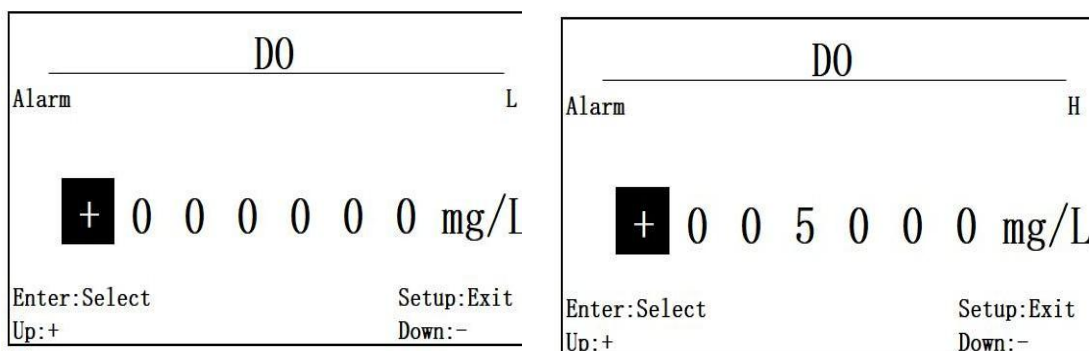 DO
Alarm L
+ 0 0 0 0 0 0 mg/L
Enter:Select Setup:Exit
Up:+ Down:-
DO
Alarm H
+ 0 0 5 0 0 0 mg/L
Enter:Select Setup:Exit
Up:+ Down:-